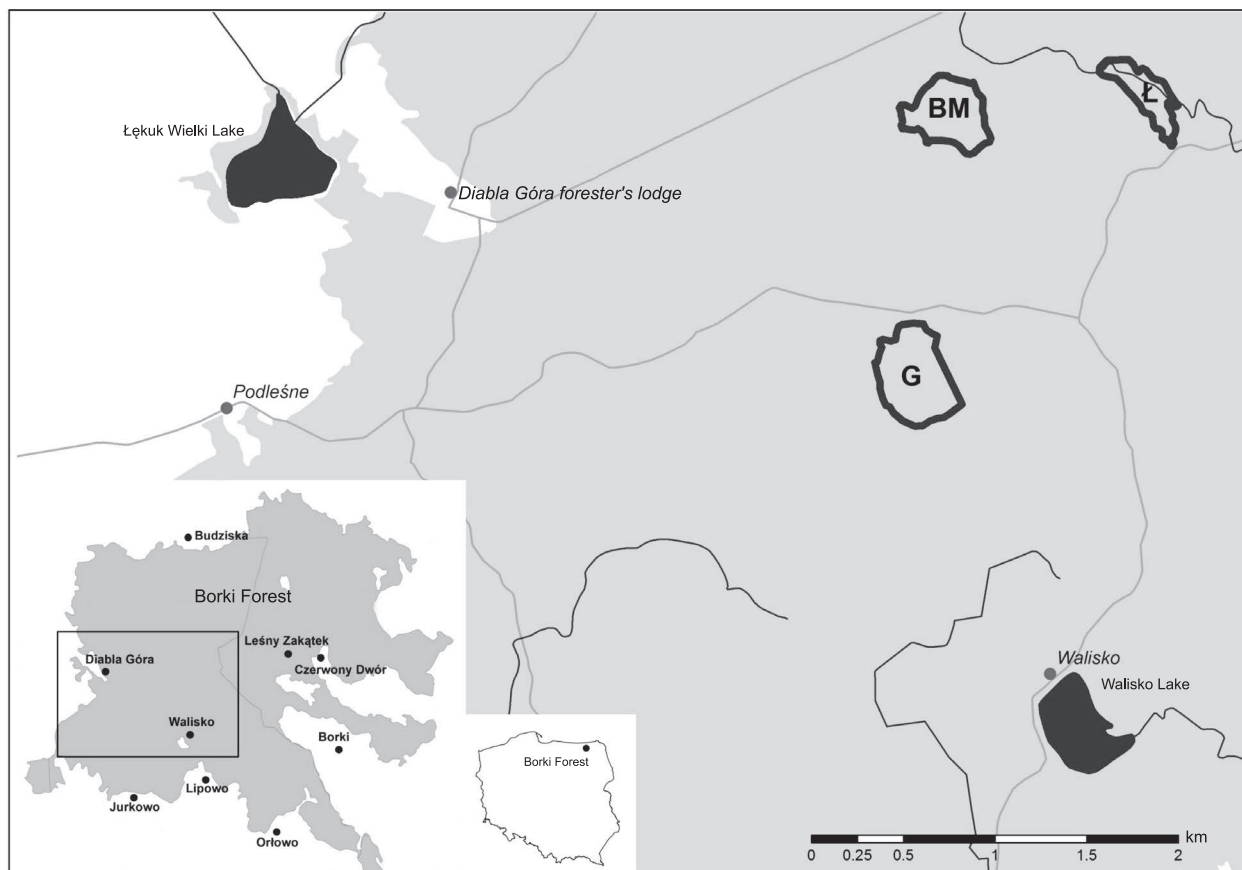 BM
Ł
Łękuk Wielki Lake
Diabla Góra forester's lodge
G
Podleśne
Budziska
Borki Forest
Leśny Zakątek
Diabla Góra
Czerwony Dwór
Walisko
Borki
Lipowo
Jurkowo
Orłowo
Borki Forest
Walisko
Walisko Lake
km
0 0.25 0.5 1 1.5 2